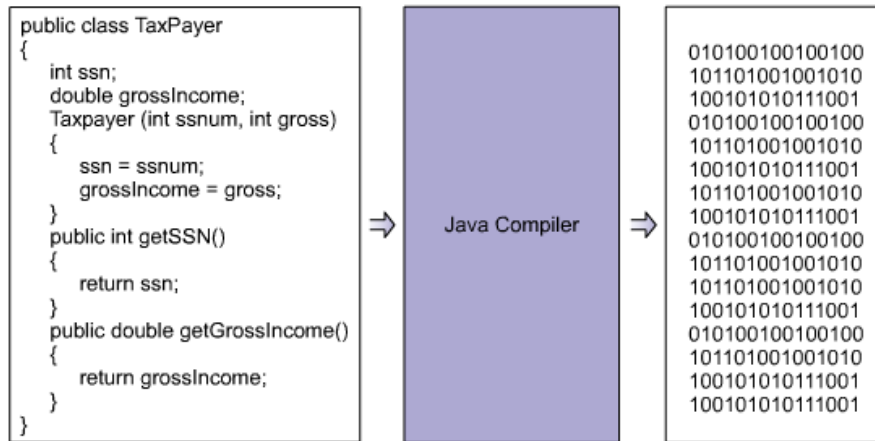 public class TaxPayer
{
int ssn;
double grossIncome;
Taxpayer (int ssnum, int gross)
{
ssn = ssnum;
grossIncome = gross;
}
public int getSSN()
{
return ssn;
}
public double getGrossIncome()
{
return grossIncome;
}
}
Java Compiler
010100100100100
101101001001010
100101010111001
010100100100100
101101001001010
100101010111001
101101001001010
100101010111001
010100100100100
101101001001010
101101001001010
100101010111001
010100100100100
101101001001010
100101010111001
100101010111001